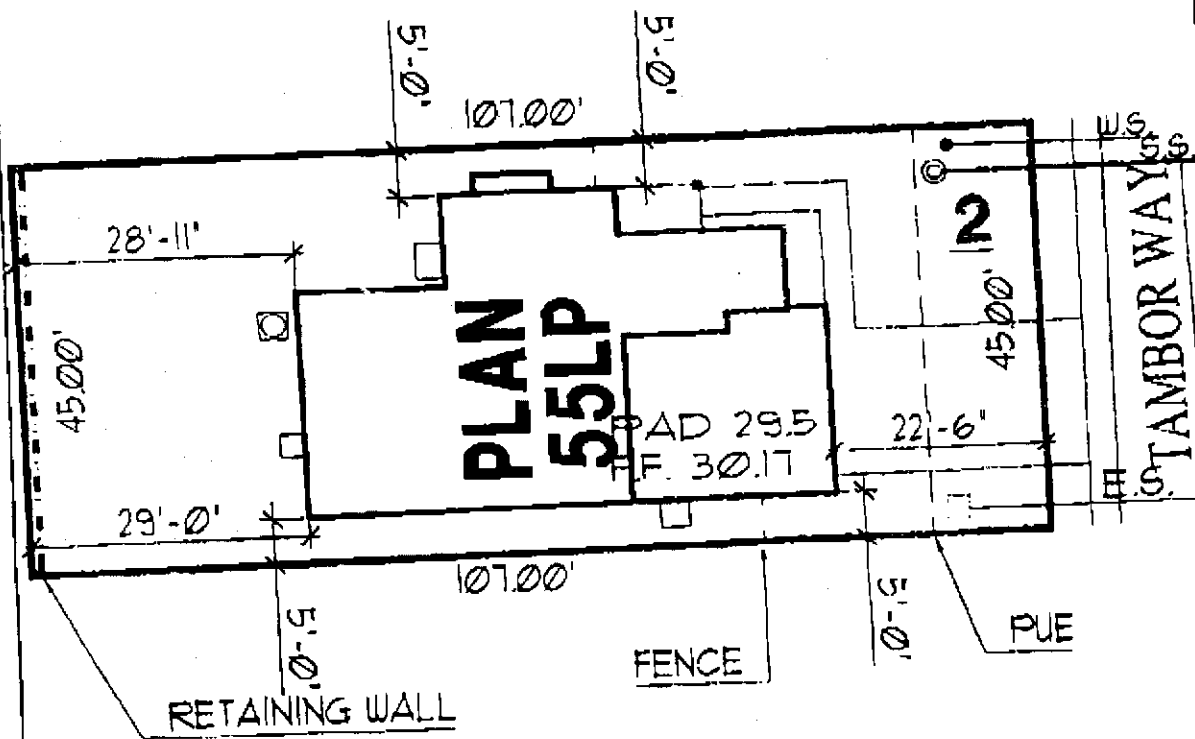 5'-0'
5'-0'
107.00'
W.S.
S.S.
28'-11'
2
45.00'
45.00'
TAMBOR WAY
PLAN
55LP
PAD 29.5
F.F. 30.17
22'-6"
29'-0'
107.00'
5'-0'
5'-0'
PUE
FENCE
RETAINING WALL